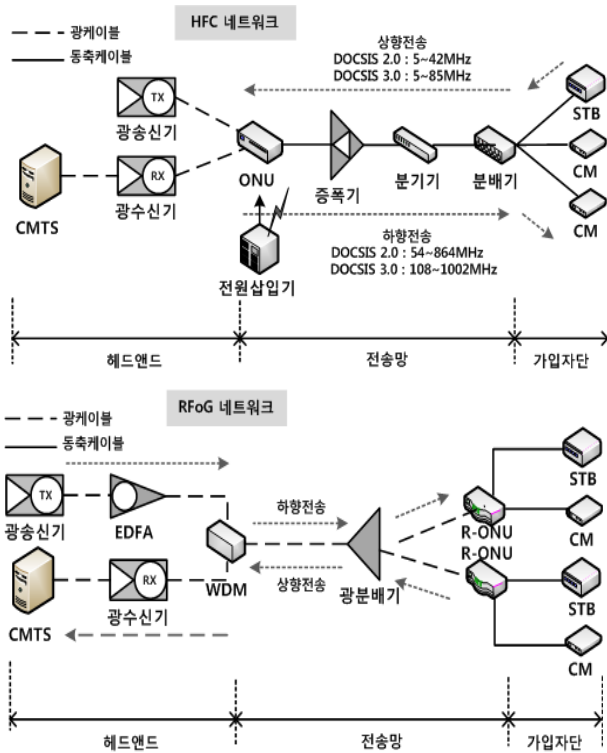 HFC 네트워크
광케이블
동축케이블
상향전송
DOCSIS 2.0 : 5~42MHz
DOCSIS 3.0 : 5~85MHz
TX
광송신기
STB
RX
광수신기
CMTS
ONU
증폭기
분기기
분배기
CM
CM
하향전송
DOCSIS 2.0 : 54~864MHz
DOCSIS 3.0 : 108~1002MHz
전원삽입기
헤드앤드
전송망
가입자단
RFoG 네트워크
광케이블
동축케이블
TX
광송신기
EDFA
하향전송
상향전송
WDM
광분배기
R-ONU
R-ONU
STB
CM
STB
CM
RX
광수신기
CMTS
헤드앤드
전송망
가입자단